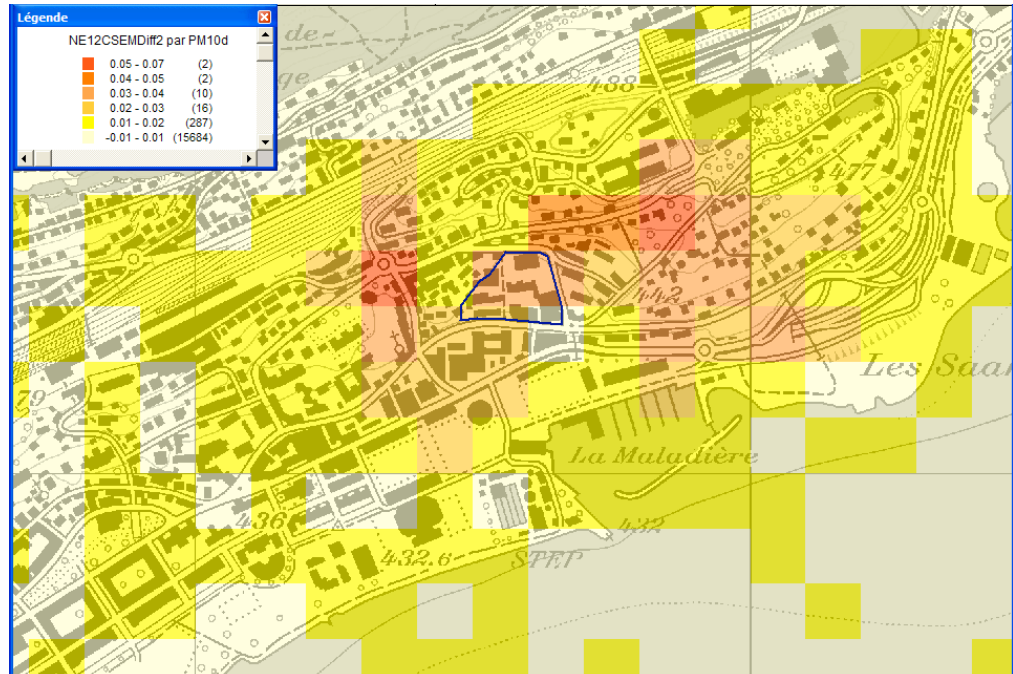 Légende
NE12CSEMDiff2 par PM10d
0.05 - 0.07 (2)
0.04 - 0.05 (2)
0.03 - 0.04 (10)
0.02 - 0.03 (16)
0.01 - 0.02 (287)
-0.01 - 0.01 (15684)
de-
488
477
442
Les Saar
79
La Maladière
436
432
432.6
STEP